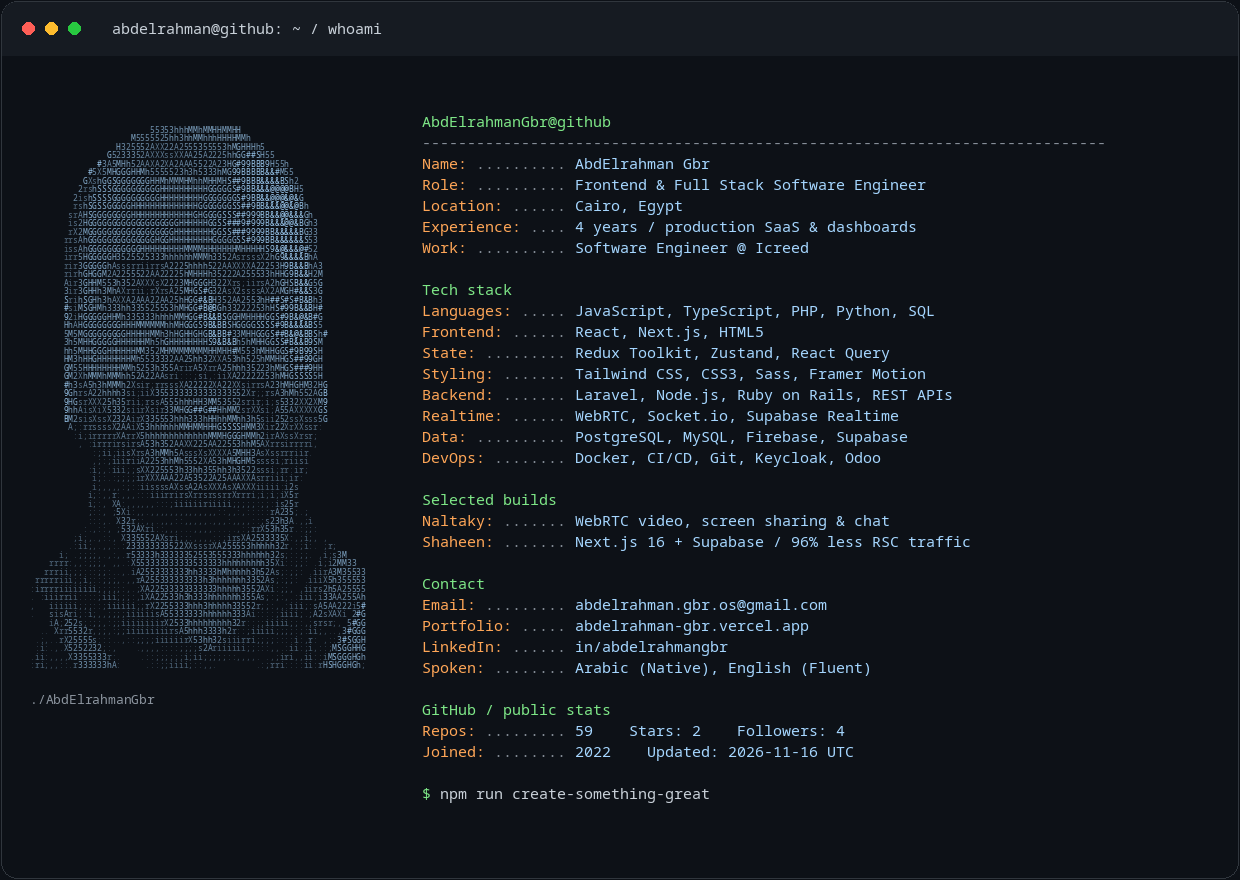 abdelrahman@github: ~ / whoami
AbdElrahmanGbr@github
----------------------------------------------------------------------------
Name: .......... AbdElrahman Gbr
Role: .......... Frontend & Full Stack Software Engineer
Location: ...... Cairo, Egypt
Experience: .... 4 years / production SaaS & dashboards
Work: .......... Software Engineer @ Icreed
Tech stack
Languages: ..... JavaScript, TypeScript, PHP, Python, SQL
Frontend: ...... React, Next.js, HTML5
State: ......... Redux Toolkit, Zustand, React Query
Styling: ....... Tailwind CSS, CSS3, Sass, Framer Motion
Backend: ....... Laravel, Node.js, Ruby on Rails, REST APIs
Realtime: ...... WebRTC, Socket.io, Supabase Realtime
Data: .......... PostgreSQL, MySQL, Firebase, Supabase
DevOps: ........ Docker, CI/CD, Git, Keycloak, Odoo
Selected builds
Naltaky: ....... WebRTC video, screen sharing & chat
Shaheen: ....... Next.js 16 + Supabase / 96% less RSC traffic
Contact
Email: ......... abdelrahman.gbr.os@gmail.com
Portfolio: ..... abdelrahman-gbr.vercel.app
LinkedIn: ...... in/abdelrahmangbr
Spoken: ........ Arabic (Native), English (Fluent)
./AbdElrahmanGbr
GitHub / public stats
Repos: ......... 59    Stars: 2    Followers: 4
Joined: ........ 2022    Updated: 2026-11-16 UTC
$ npm run create-something-great